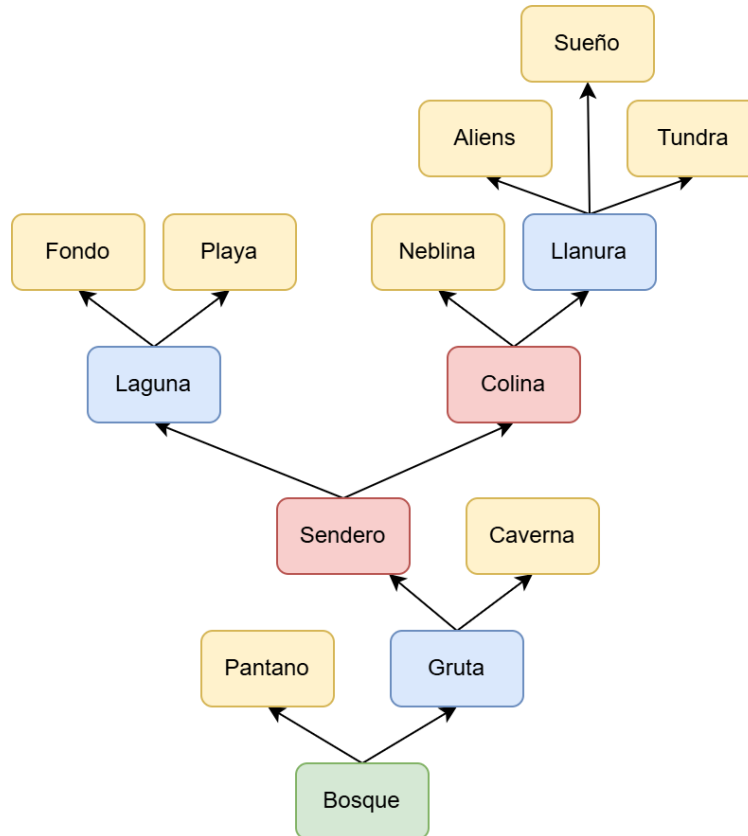 Sueño
Aliens
Tundra
Fondo
Playa
Neblina
Llanura
Laguna
Colina
Sendero
Caverna
Pantano
Gruta
Bosque